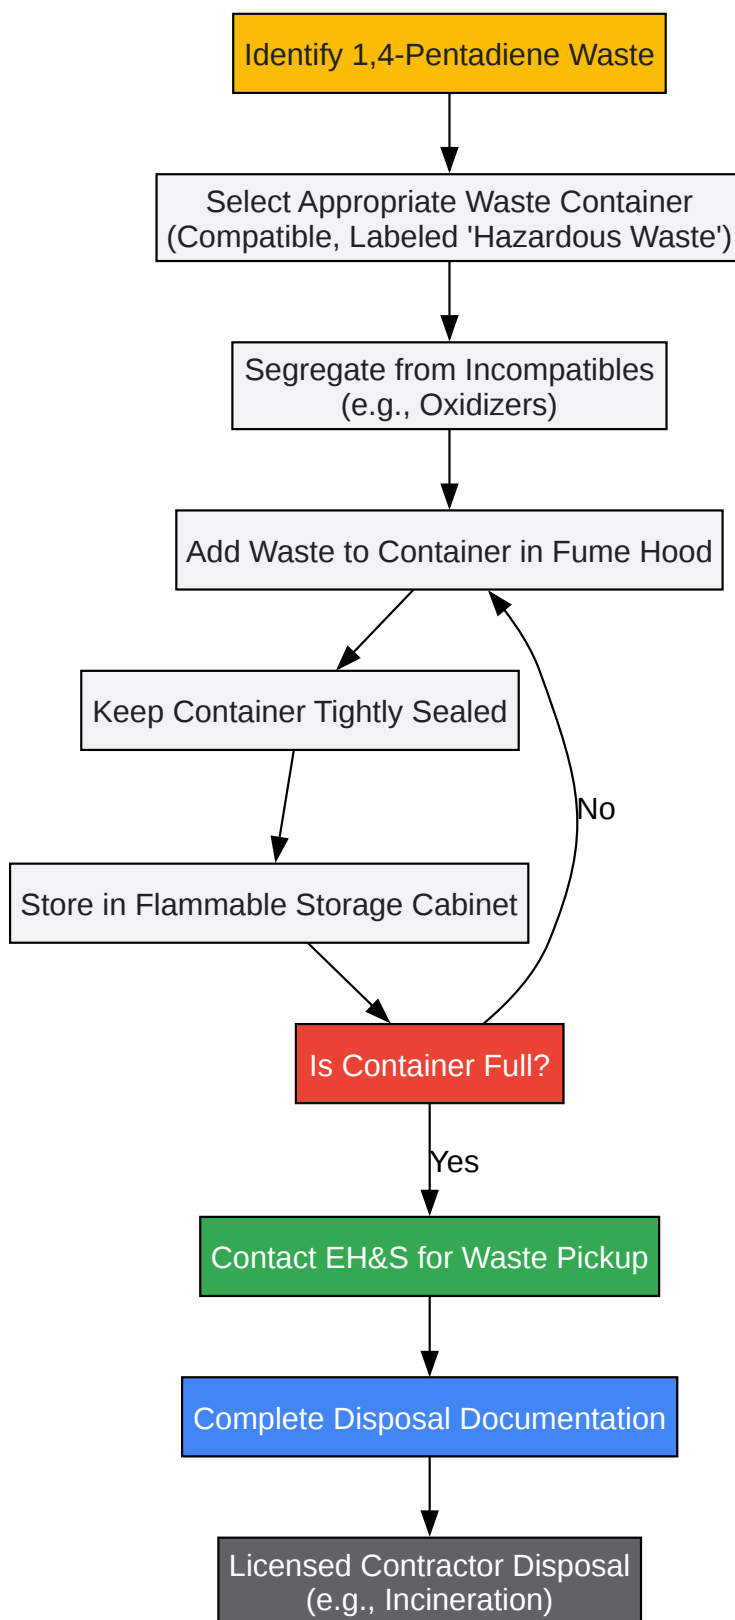 Identify 1,4-Pentadiene Waste
Select Appropriate Waste Container
(Compatible, Labeled 'Hazardous Waste')
Segregate from Incompatibles
(e.g., Oxidizers)
Add Waste to Container in Fume Hood
Keep Container Tightly Sealed
No
Store in Flammable Storage Cabinet
Is Container Full?
Yes
Contact EH&S for Waste Pickup
Complete Disposal Documentation
Licensed Contractor Disposal
(e.g., Incineration)